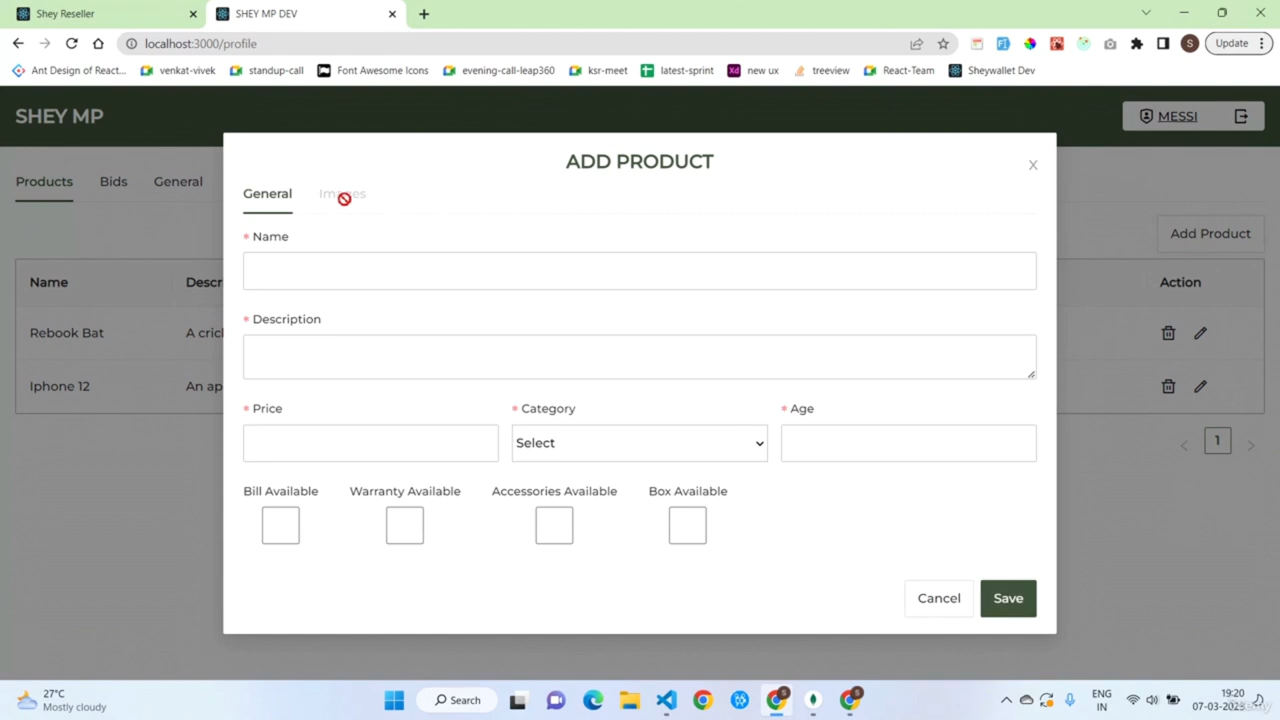 Shey Reseller
SHEY MP DEV
localhost:3000/profile
S
Update
Ant Design of React...
venkat-vivek
standup-call
Font Awesome Icons
evening-call-leap360
ksr-meet
latest-sprint
Xd new ux
treeview
React-Team
Sheywallet Dev
SHEY MP
MESSI
ADD PRODUCT
X
Products
Bids
General
General
Images
* Name
Add Product
Name
Descr
Action
* Description
Rebook Bat
A cricl
Iphone 12
An ap
* Price
* Category
* Age
Select
1
Bill Available
Warranty Available
Accessories Available
Box Available
Cancel
Save
27°C
Mostly cloudy
Search
ENG
IN
19:20
07-03-2023